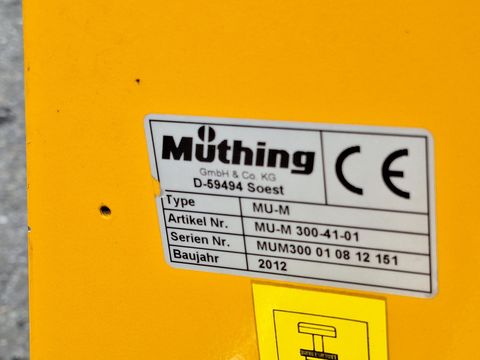 Müthing
GmbH & Co. KG
D-59494 Soest
CE
Type MU-M
Artikel Nr. MU-M 300-41-01
Serien Nr. MUM300 01 08 12 151
Baujahr 2012